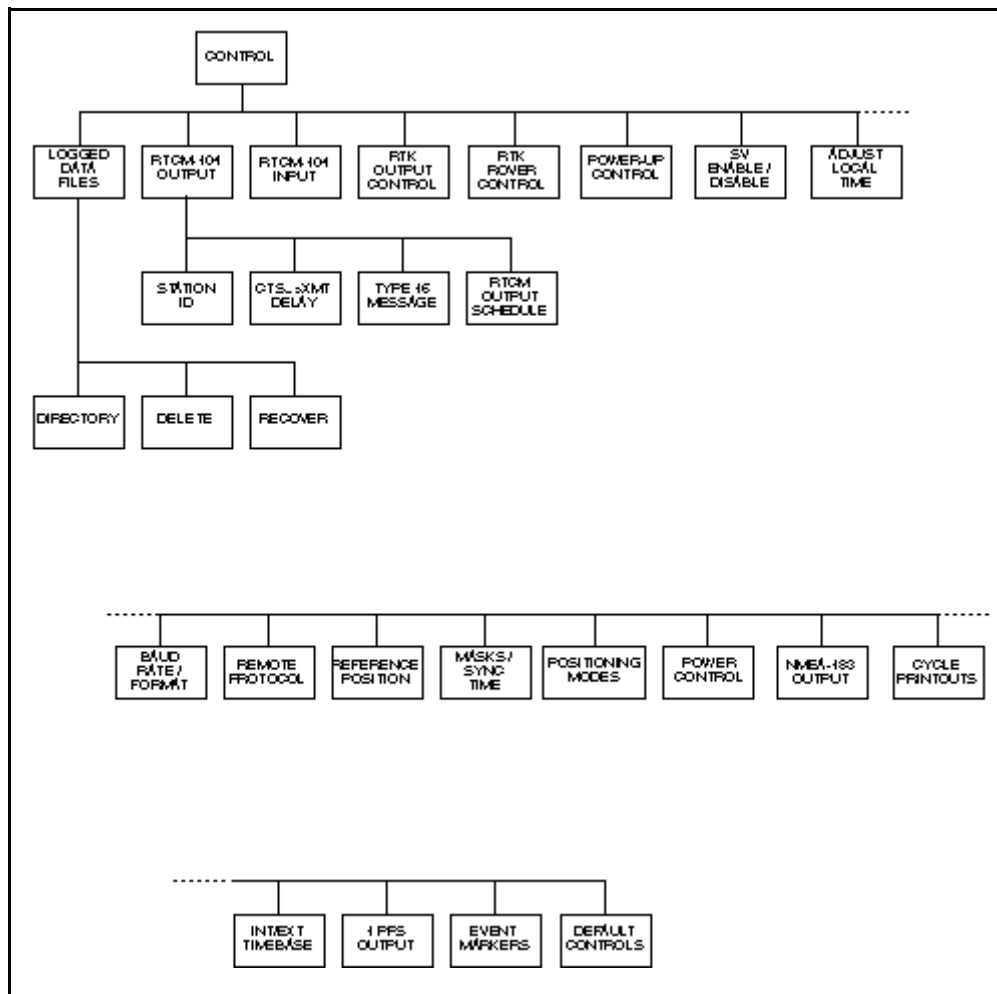 CONTROL
LOGGED
DATA
FILES
RTCM-104
OUTPUT
RTCM-104
INPUT
RTK
OUTPUT
CONTROL
RTK
ROVER
CONTROL
POWER-UP
CONTROL
SV
ENABLE /
DISABLE
ADJUST
LOCAL
TIME
STATION
ID
DELAY
TYPE 16
MESSAGE
RTCM
OUTPUT
SCHEDULE
DIRECTORY
DELETE
RECOVER
BAUD
RATE /
FORMAT
REMOTE
PROTOCOL
REFERENCE
POSITION
MASKS /
SYNC
TIME
POSITIONING
MODES
POWER
CONTROL
NMEA-183
OUTPUT
CYCLE
PRINTOUTS
INT/EXT
TIMEBASE
1 PPS
OUTPUT
EVENT
MARKERS
DEFAULT
CONTROLS